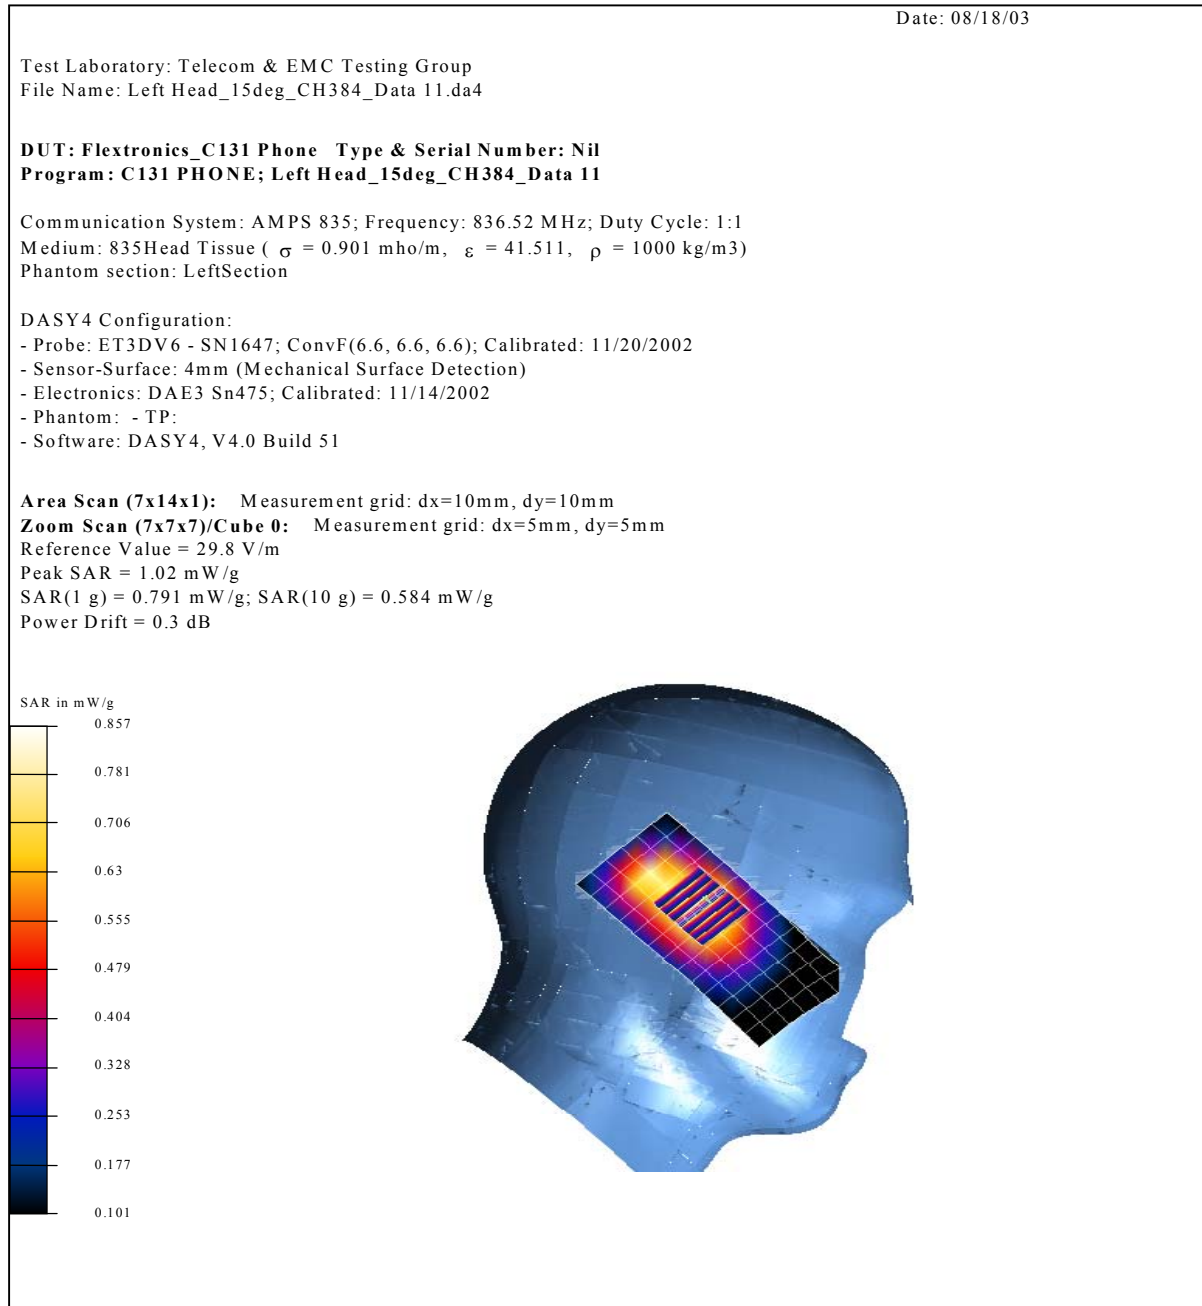 Date: 08/18/03
Test Laboratory: Telecom & EMC Testing Group
File Name: Left Head_15deg_CH384_Data 11.da4
DUT: Flextronics_C131 Phone Type & Serial Number: Nil
Program: C131 PHONE; Left Head_15deg_CH384_Data 11
Communication System: AMPS 835; Frequency: 836.52 MHz; Duty Cycle: 1:1
Medium: 835Head Tissue ( σ = 0.901 mho/m, ε = 41.511, ρ = 1000 kg/m3)
Phantom section: LeftSection
DASY4 Configuration:
- Probe: ET3DV6 - SN1647; ConvF(6.6, 6.6, 6.6); Calibrated: 11/20/2002
- Sensor-Surface: 4mm (Mechanical Surface Detection)
- Electronics: DAE3 Sn475; Calibrated: 11/14/2002
- Phantom: - TP:
- Software: DASY4, V4.0 Build 51
Area Scan (7x14x1): Measurement grid: dx=10mm, dy=10mm
Zoom Scan (7x7x7)/Cube 0: Measurement grid: dx=5mm, dy=5mm
Reference Value = 29.8 V/m
Peak SAR = 1.02 mW/g
SAR(1 g) = 0.791 mW/g; SAR(10 g) = 0.584 mW/g
Power Drift = 0.3 dB
SAR in mW/g
0.857
0.781
0.706
0.63
0.555
0.479
0.404
0.328
0.253
0.177
0.101